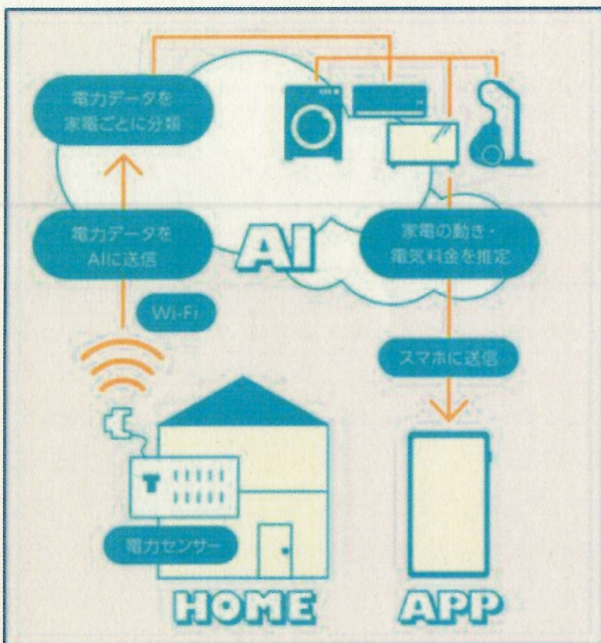 電力データを
家電ごとに分類
電力データを
AIに送信
AI
家電の動き・
電気料金を推定
Wi-Fi
スマホに送信
電力センサー
HOME
APP